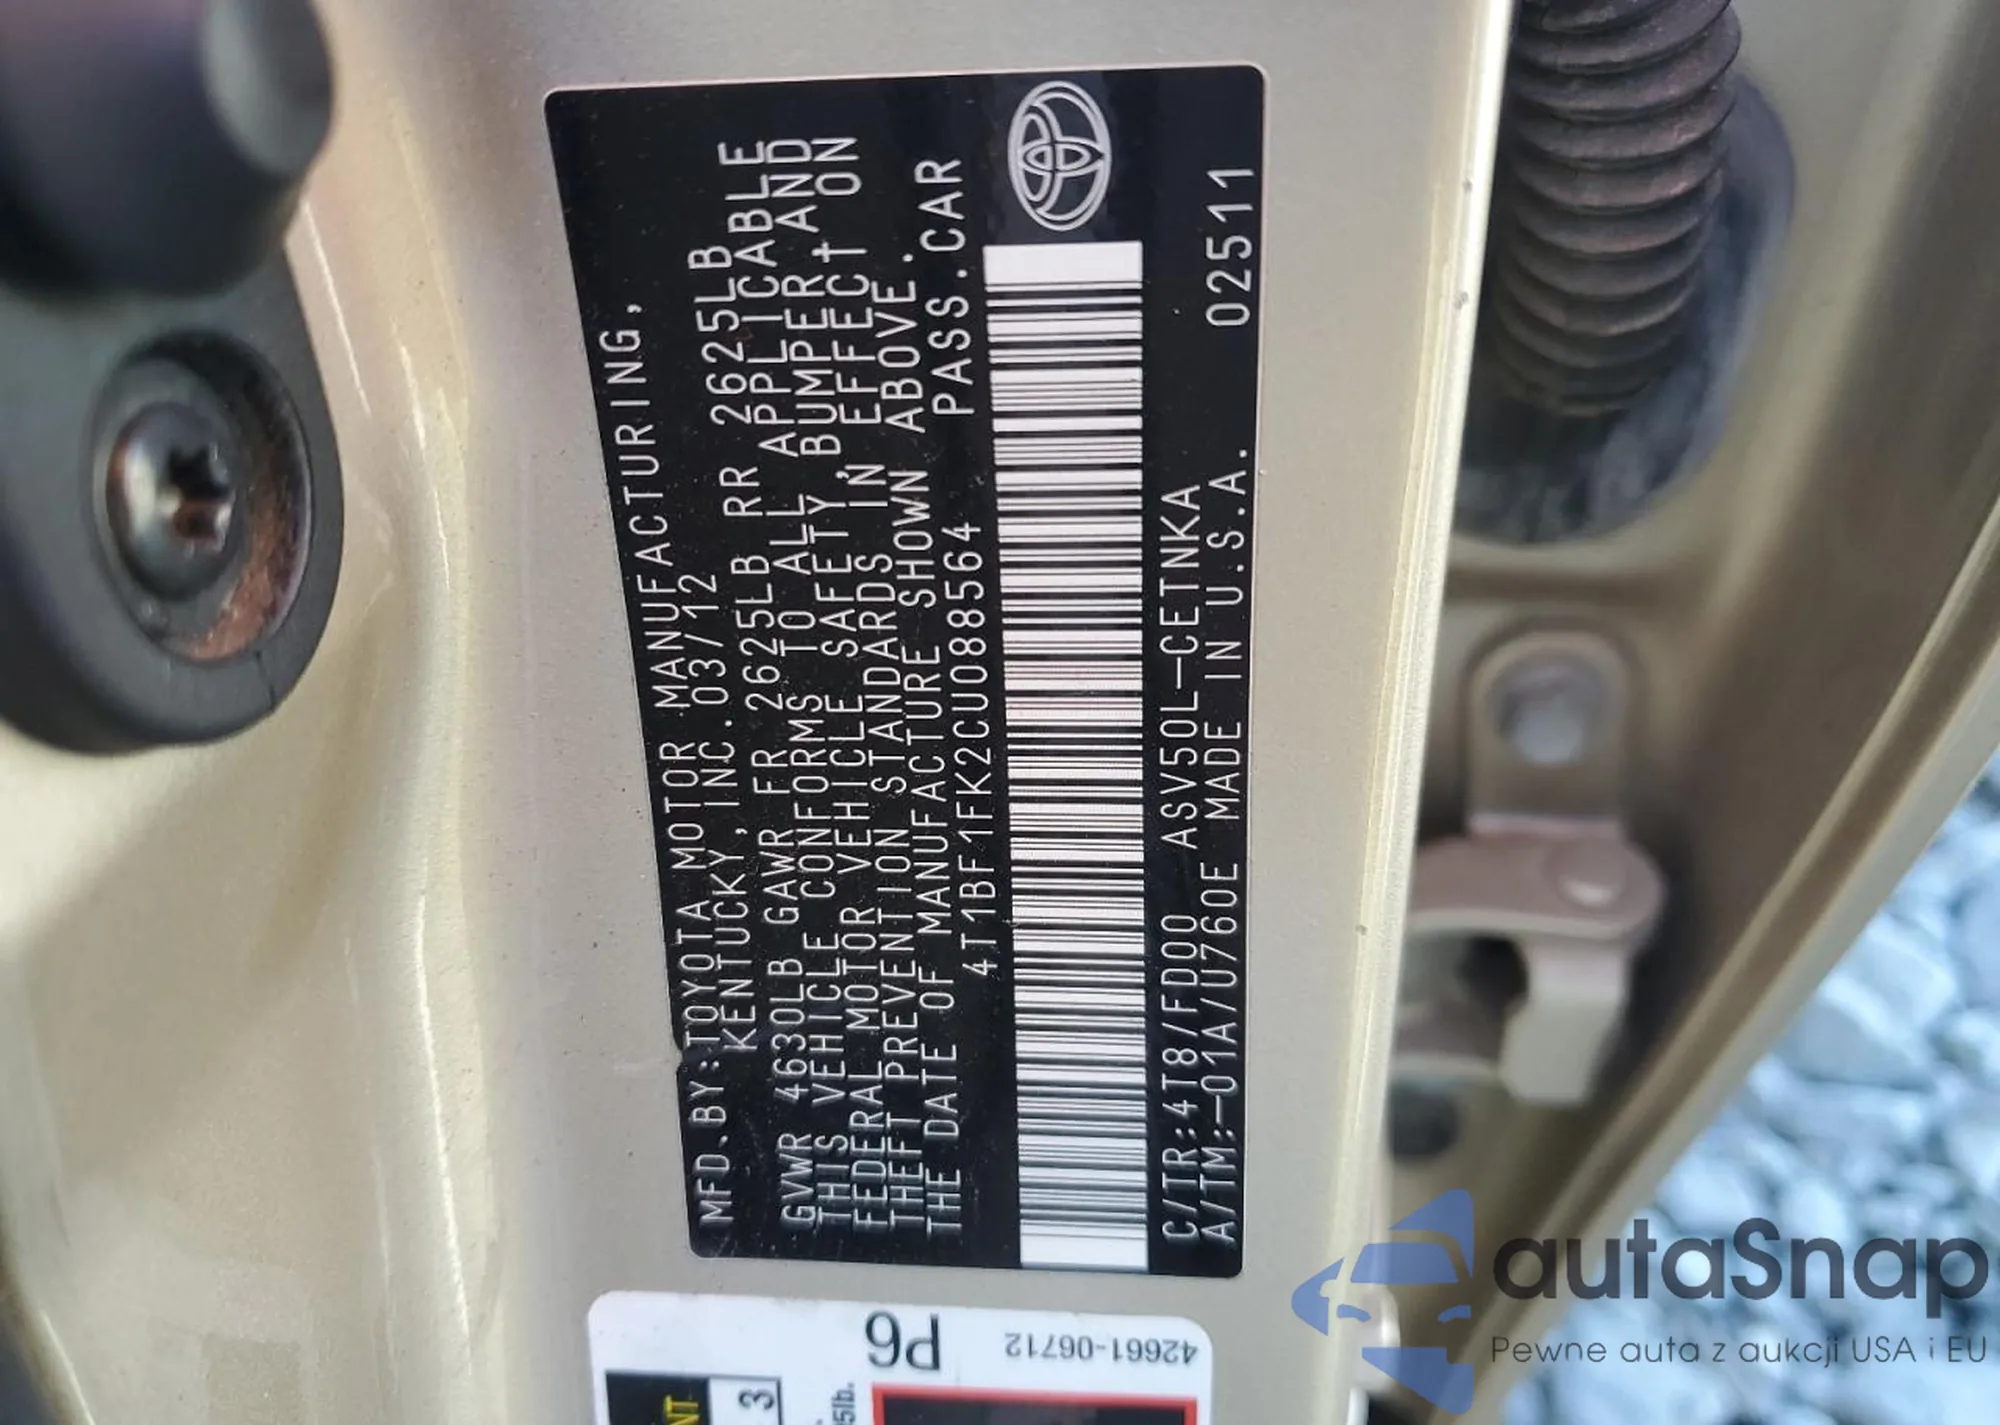 MFD.BY:TOYOTA MOTOR MANUFACTURING,
KENTUCKY, INC.03/12
GVWR 4630LB GAWR FR 2625LB RR 2625LB
THIS VEHICLE CONFORMS TO ALL APPLICABLE
FEDERAL MOTOR VEHICLE SAFETY, BUMPER, AND
THEFT PREVENTION STANDARDS IN EFFECT ON
THE DATE OF MANUFACTURE SHOWN ABOVE.
4T1BF1FK2CU088564 PASS.CAR
C/TR:4T8/FD00 ASV50L-CETNKA
A/TM:-01A/U760E MADE IN U.S.A. 02511
42661-06712
P6
3
NT
5lb.
autaSnap
Pewne auta z aukcji USA i EU